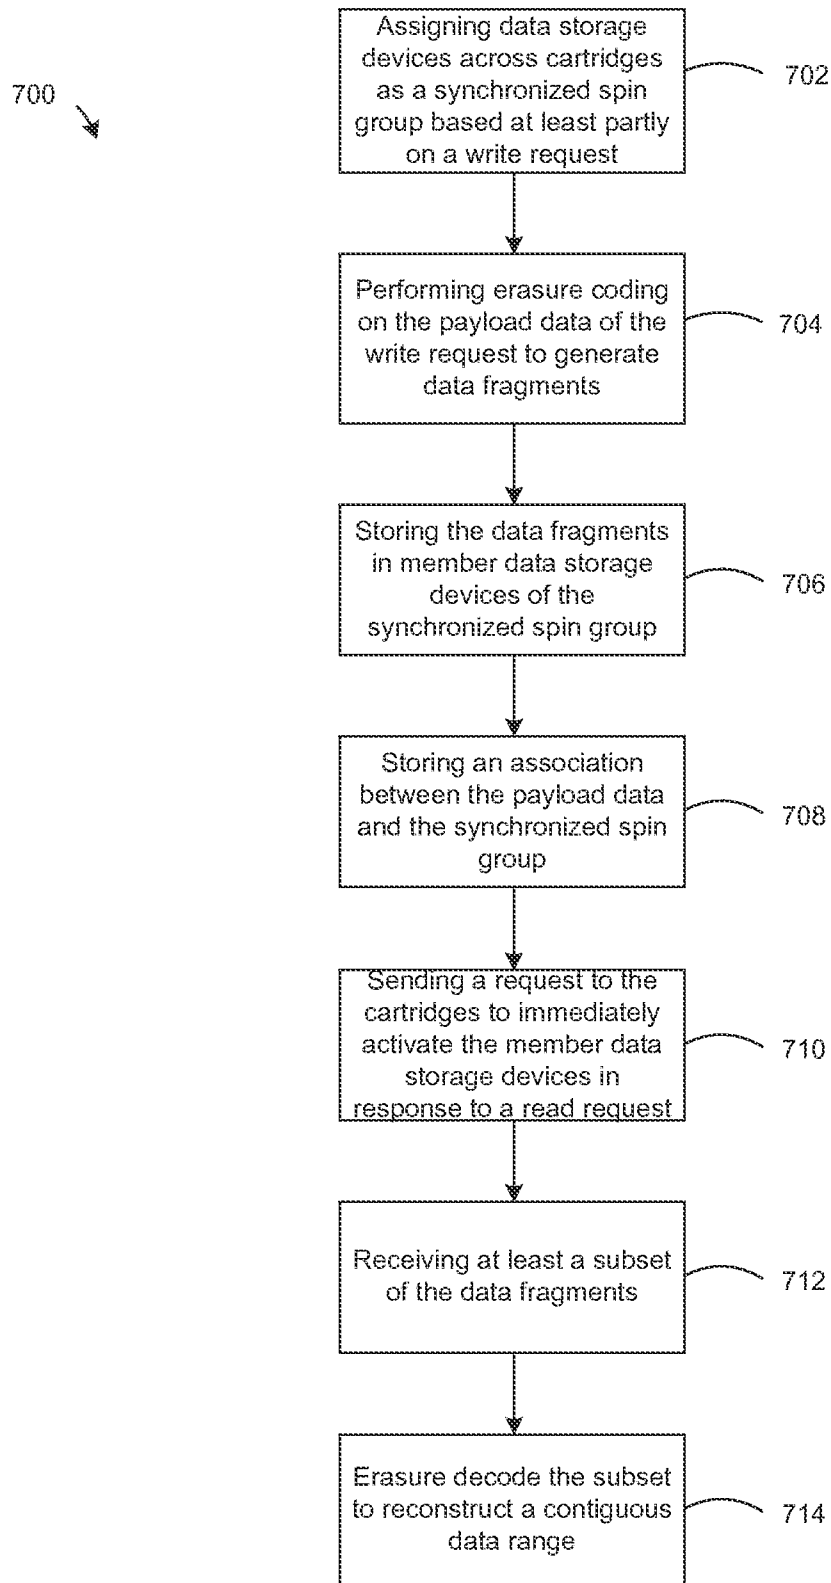 700
Assigning data storage
devices across cartridges
as a synchronized spin
group based at least partly
on a write request
702
Performing erasure coding
on the payload data of the
write request to generate
data fragments
704
Storing the data fragments
in member data storage
devices of the
synchronized spin group
706
Storing an association
between the payload data
and the synchronized spin
group
708
Sending a request to the
cartridges to immediately
activate the member data
storage devices in
response to a read request
710
Receiving at least a subset
of the data fragments
712
Erasure decode the subset
to reconstruct a contiguous
data range
714